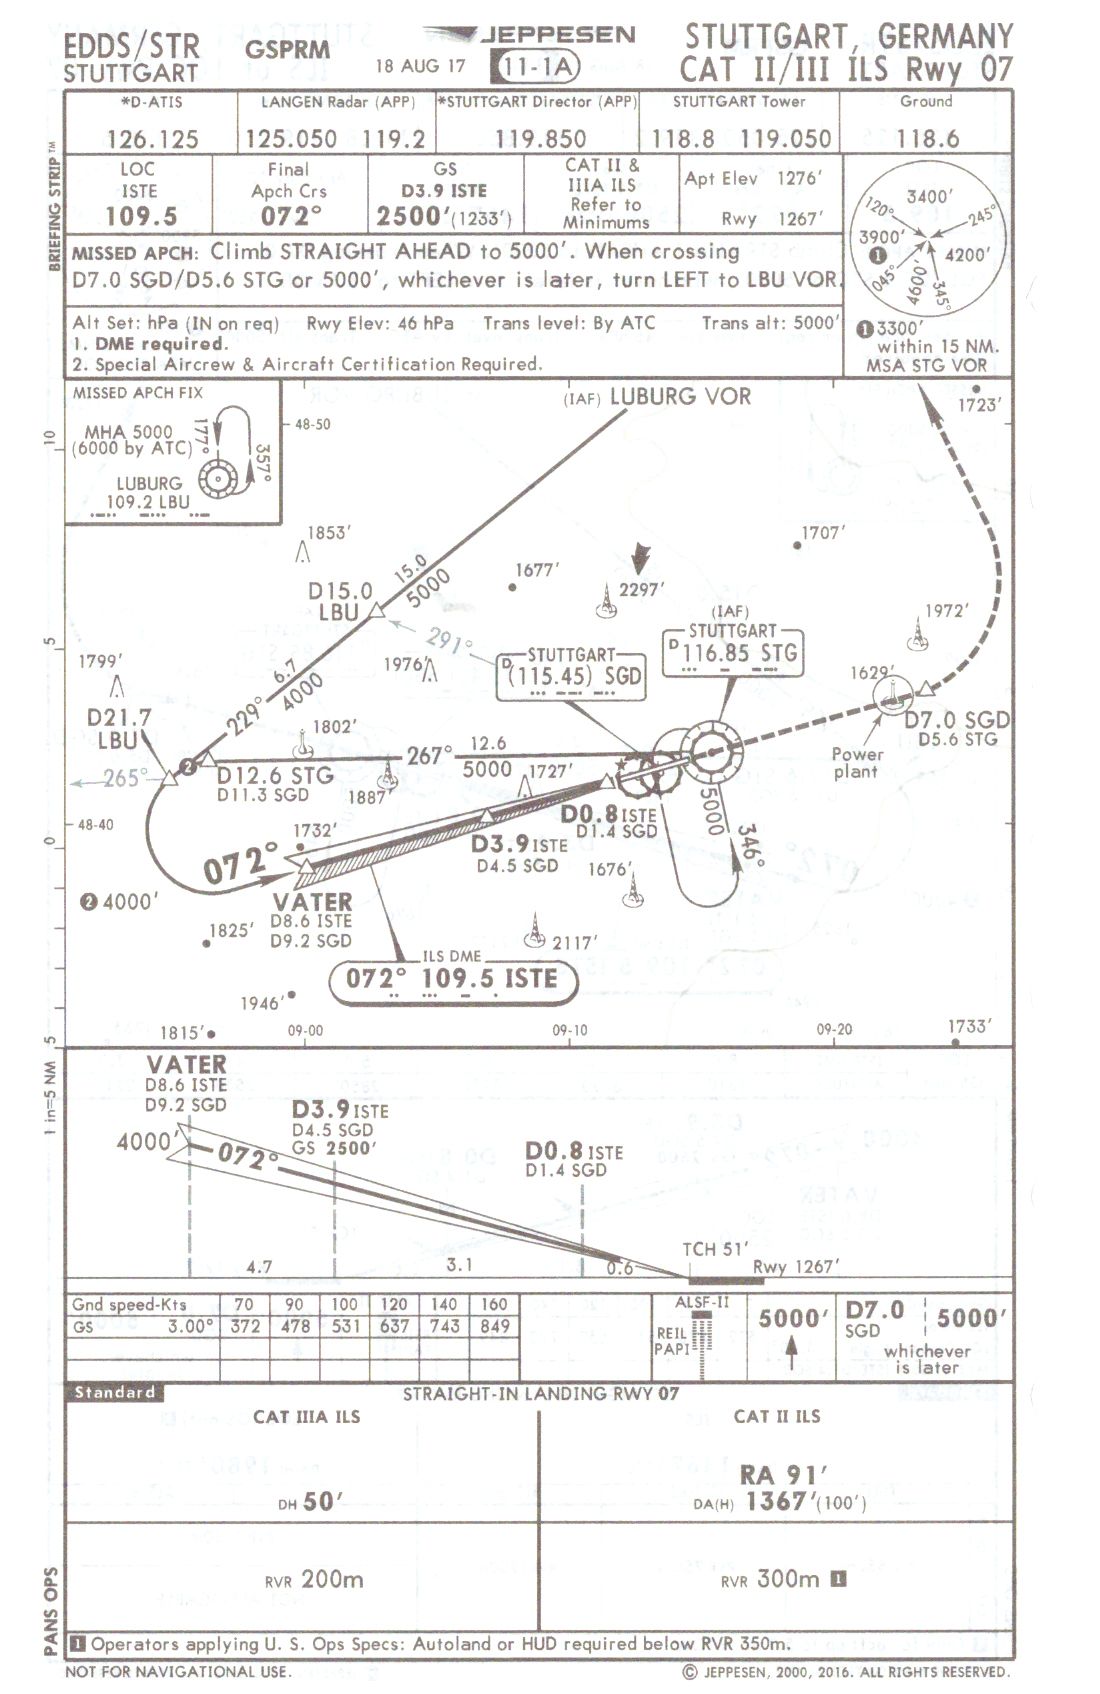 EDDS/STR
STUTTGART
GSPRM
JEPPESEN
18 AUG 17
11-1A
STUTTGART, GERMANY
CAT II/III ILS Rwy 07
BRIEFING STRIP™
*D-ATIS
126.125
LANGEN Radar (APP)
125.050 119.2
*STUTTGART Director (APP)
119.850
STUTTGART Tower
118.8 119.050
Ground
118.6
LOC
ISTE
109.5
Final
Apch Crs
072°
GS
D3.9 ISTE
2500'(1233')
CAT II &
IIIA ILS
Refer to
Minimums
Apt Elev 1276'
Rwy 1267'
MISSED APCH: Climb STRAIGHT AHEAD to 5000'. When crossing
D7.0 SGD/D5.6 STG or 5000', whichever is later, turn LEFT to LBU VOR.
Alt Set: hPa (IN on req) Rwy Elev: 46 hPa Trans level: By ATC Trans alt: 5000'
1. DME required.
2. Special Aircrew & Aircraft Certification Required.
120°
3400'
245°
3900'
1
4200'
045°
4600'
345°
1 3300'
within 15 NM.
MSA STG VOR
MISSED APCH FIX
MHA 5000
(6000 by ATC)
177°
357°
LUBURG
109.2 LBU
48-50
(IAF) LUBURG VOR
1723'
10
1853'
1707'
1677'
15.0
5000
D15.0
LBU
2297'
(IAF)
STUTTGART
D 116.85 STG
1972'
291°
5
1799'
1976'
STUTTGART
D (115.45) SGD
1629'
6.7
4000
229°
D21.7
LBU
1802'
D7.0 SGD
D5.6 STG
Power
plant
267°
12.6
5000
2
265°
D12.6 STG
D11.3 SGD
1887'
1727'
5000
346°
48-40
0
1732'
D0.8 ISTE
D1.4 SGD
D3.9 ISTE
D4.5 SGD
072°
1676'
2 4000'
VATER
D8.6 ISTE
D9.2 SGD
1825'
2117'
ILS DME
072° 109.5 ISTE
1946'
1815'
09-00
09-10
09-20
1733'
5
1 in=5 NM
VATER
D8.6 ISTE
D9.2 SGD
D3.9 ISTE
D4.5 SGD
GS 2500'
4000'
072°
D0.8 ISTE
D1.4 SGD
TCH 51'
4.7
3.1
0.6
Rwy 1267'
Gnd speed-Kts 70 90 100 120 140 160
GS 3.00° 372 478 531 637 743 849
ALSF-II
REIL
PAPI
5000'
D7.0
SGD
5000'
whichever
is later
Standard
STRAIGHT-IN LANDING RWY 07
CAT IIIA ILS
CAT II ILS
DH 50'
RA 91'
DA(H) 1367'(100')
RVR 200m
RVR 300m 1
PANS OPS
1 Operators applying U. S. Ops Specs: Autoland or HUD required below RVR 350m.
NOT FOR NAVIGATIONAL USE.
© JEPPESEN, 2000, 2016. ALL RIGHTS RESERVED.